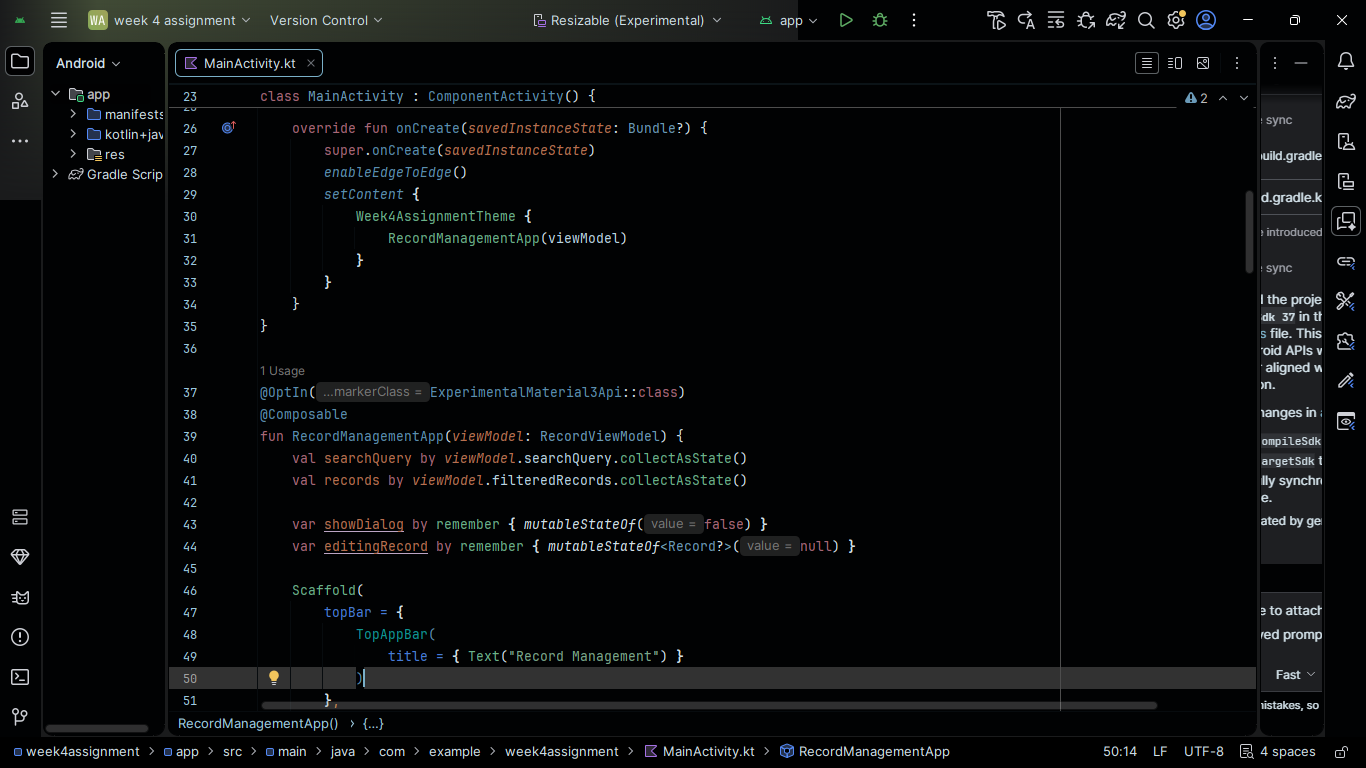 WA week 4 assignment Version Control Resizable (Experimental) app
Android
MainActivity.kt
app
manifests
kotlin+jav
res
Gradle Scrip
2
23 class MainActivity : ComponentActivity() {
26 override fun onCreate(savedInstanceState: Bundle?) {
27 super.onCreate(savedInstanceState)
28 enableEdgeToEdge()
29 setContent {
30 Week4AssignmentTheme {
31 RecordManagementApp(viewModel)
32 }
33 }
34 }
35 }
36
1 Usage
37 @OptIn(...markerClass = ExperimentalMaterial3Api::class)
38 @Composable
39 fun RecordManagementApp(viewModel: RecordViewModel) {
40 val searchQuery by viewModel.searchQuery.collectAsState()
41 val records by viewModel.filteredRecords.collectAsState()
42
43 var showDialog by remember { mutableStateOf(value = false) }
44 var editingRecord by remember { mutableStateOf<Record?>(value = null) }
45
46 Scaffold(
47 topBar = {
48 TopAppBar(
49 title = { Text("Record Management") }
50 )
51 },
RecordManagementApp() {...}
sync
build.gradle
d.gradle.k
introduced
sync
the proje
dk 37 in th
s file. This
roid APIs w
aligned w
on.
hanges in a
ompileSdk
argetSdk t
lly synchr
e.
ated by ge
e to attach
ved promp
Fast
istakes, so
week4assignment app src main java com example week4assignment MainActivity.kt RecordManagementApp 50:14 LF UTF-8 4 spaces